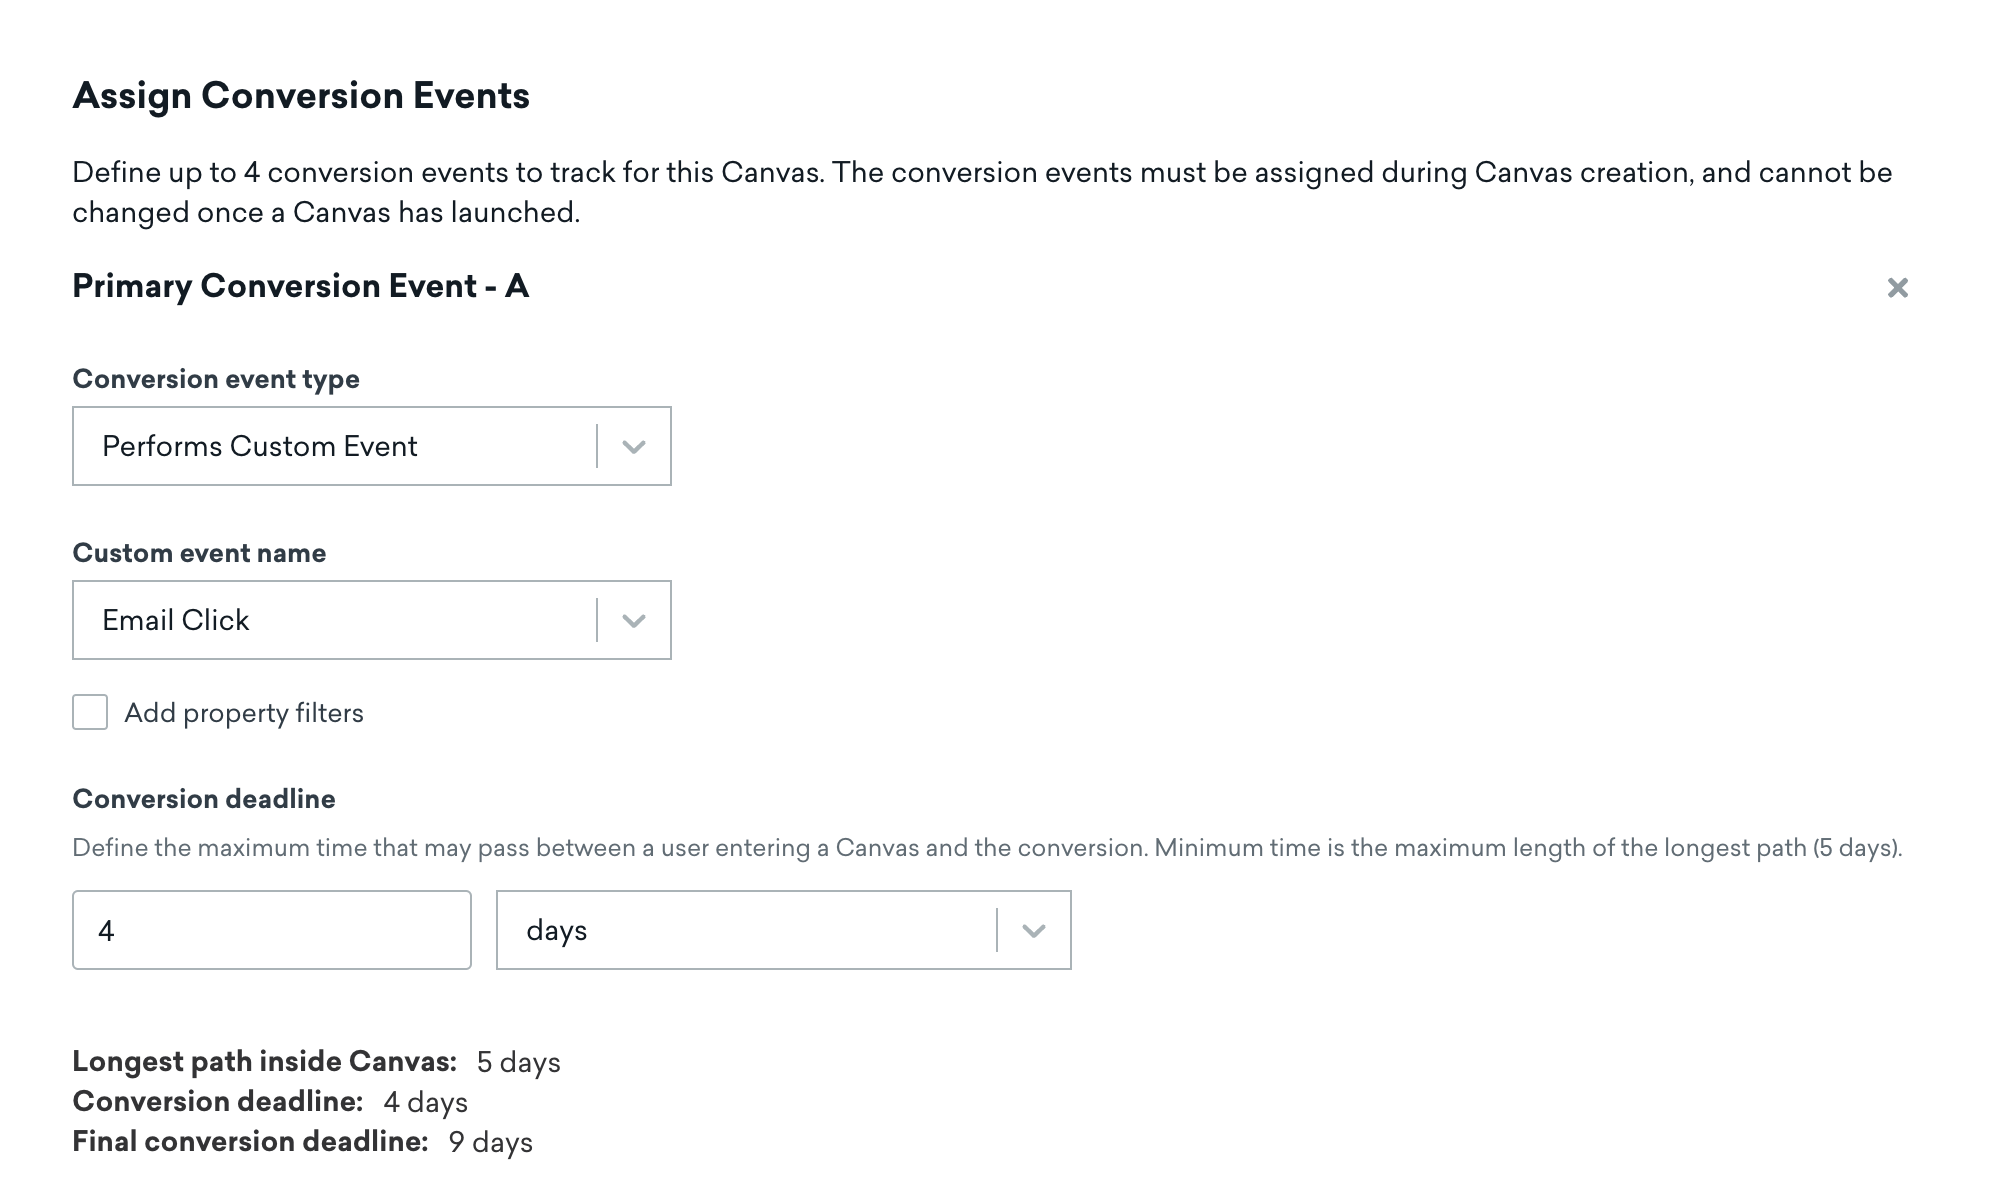 Assign Conversion Events
Define up to 4 conversion events to track for this Canvas. The conversion events must be assigned during Canvas creation, and cannot be
changed once a Canvas has launched.
Primary Conversion Event - A
Conversion event type
Performs Custom Event
Custom event name
Email Click
Add property filters
Conversion deadline
Define the maximum time that may pass between a user entering a Canvas and the conversion. Minimum time is the maximum length of the longest path (5 days).
4 days
Longest path inside Canvas: 5 days
Conversion deadline: 4 days
Final conversion deadline: 9 days